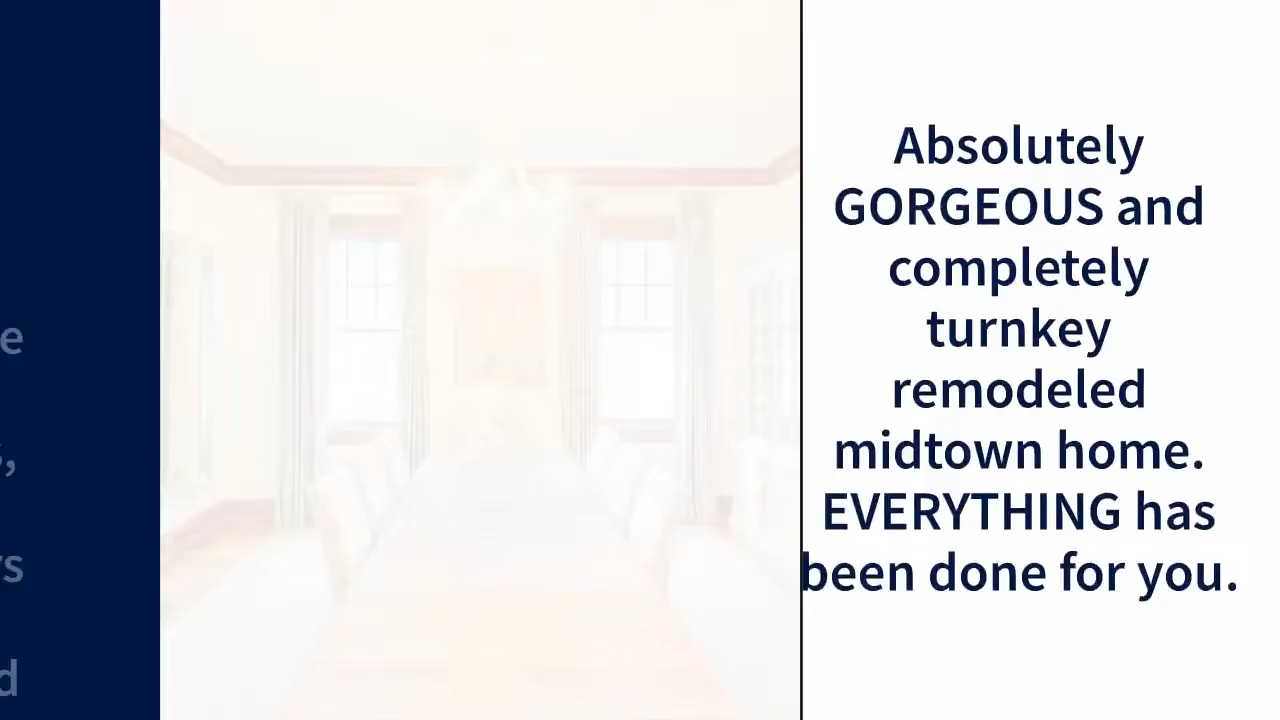 Absolutely
GORGEOUS and
completely
turnkey
remodeled
midtown home.
EVERYTHING has
been done for you.